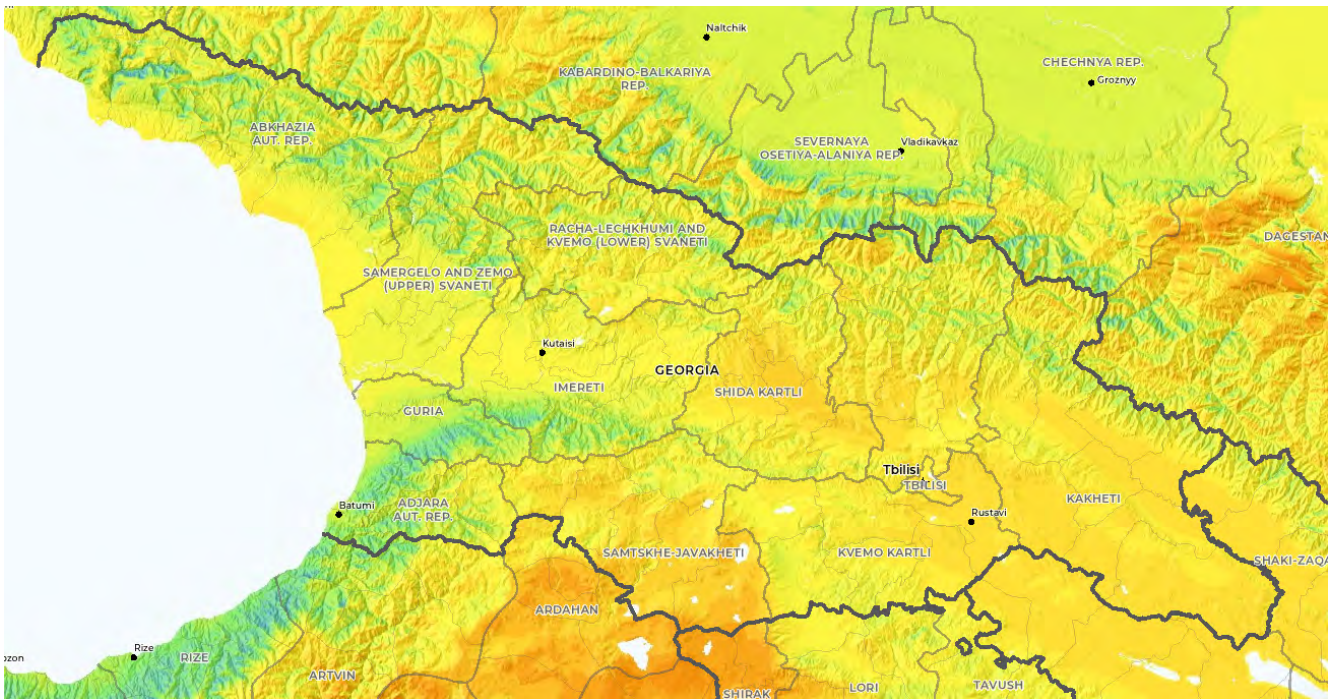 Naltchik
KABARDINO-BALKARIYA
REP.
CHECHNYA REP.
Groznyy
ABKHAZIA
AUT. REP.
SEVERNAYA
OSETIYA-ALANIYA REP.
Vladikavkaz
RACHA-LECHKHUMI AND
KVEMO (LOWER) SVANETI
DAGESTAN
SAMERGELO AND ZEMO
(UPPER) SVANETI
Kutaisi
GEORGIA
IMERETI
SHIDA KARTLI
GURIA
Tbilisi
TBILISI
KAKHETI
Batumi
ADJARA
AUT. REP.
Rustavi
SAMTSKHE-JAVAKHETI
KVEMO KARTLI
SHAKI-ZAQA
ARDAHAN
Rize
RIZE
ozon
ARTVIN
SHIRAK
LORI
TAVUSH